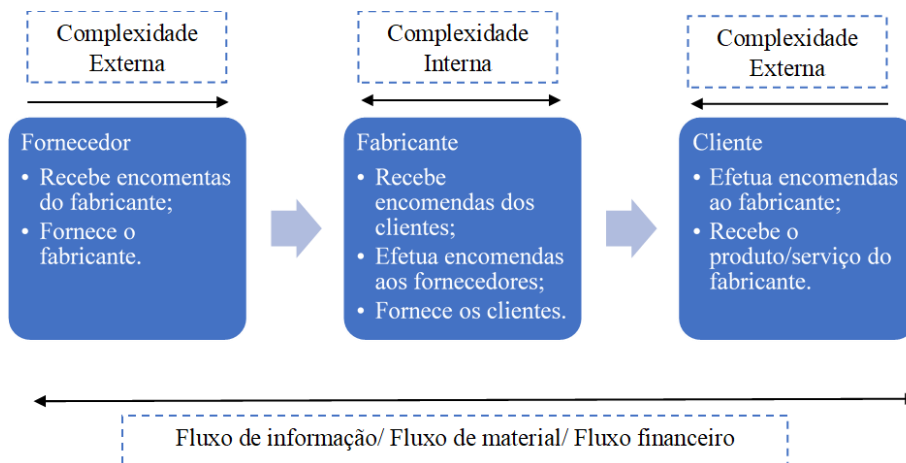 Complexidade
Externa
Complexidade
Interna
Complexidade
Externa
Fornecedor
• Recebe encomentas
do fabricante;
• Fornece o
fabricante.
Fabricante
• Recebe
encomendas dos
clientes;
• Efetua encomendas
aos fornecedores;
• Fornece os clientes.
Cliente
• Efetua encomendas
ao fabricante;
• Recebe o
produto/serviço do
fabricante.
Fluxo de informação/ Fluxo de material/ Fluxo financeiro